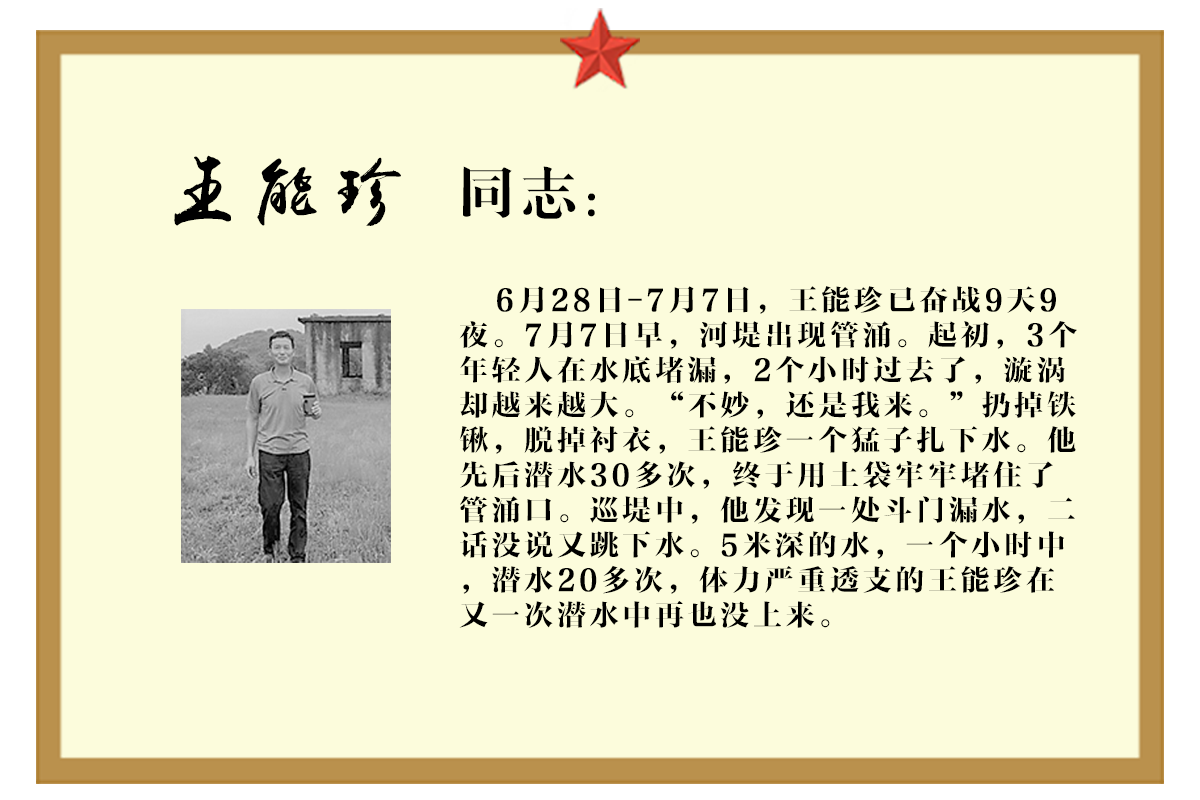 王能珍 同志:
6月28日-7月7日，王能珍已奋战9天9
夜。7月7日早，河堤出现管涌。起初，3个
年轻人在水底堵漏，2个小时过去了，漩涡
却越来越大。“不妙，还是我来。”扔掉铁
锹，脱掉衬衣，王能珍一个猛子扎下水。他
先后潜水30多次，终于用土袋牢牢堵住了
管涌口。巡堤中，他发现一处斗门漏水，二
话没说又跳下水。5米深的水，一个小时中
，潜水20多次，体力严重透支的王能珍在
又一次潜水中再也没上来。